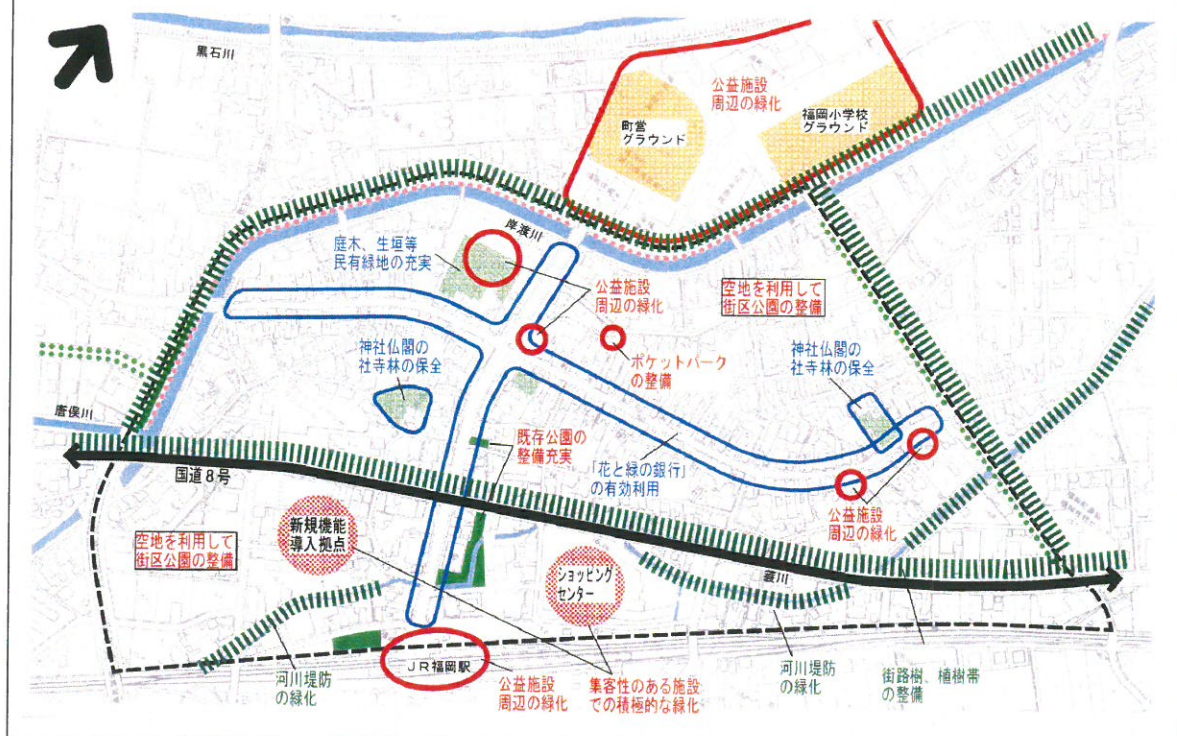 黒石川
公益施設
周辺の緑化
町営
グラウンド
福岡小学校
グラウンド
岸渡川
庭木、生垣等
民有緑地の充実
公益施設
周辺の緑化
空地を利用して
街区公園の整備
神社仏閣の
社寺林の保全
ポケットパーク
の整備
神社仏閣の
社寺林の保全
唐俣川
既存公園の
整備充実
国道8号
「花と緑の銀行」
の有効利用
公益施設
周辺の緑化
新規機能
導入拠点
空地を利用して
街区公園の整備
ショッピング
センター
JR福岡駅
河川堤防
の緑化
公益施設
周辺の緑化
集客性のある施設
での積極的な緑化
河川堤防
の緑化
街路樹、植樹帯
の整備